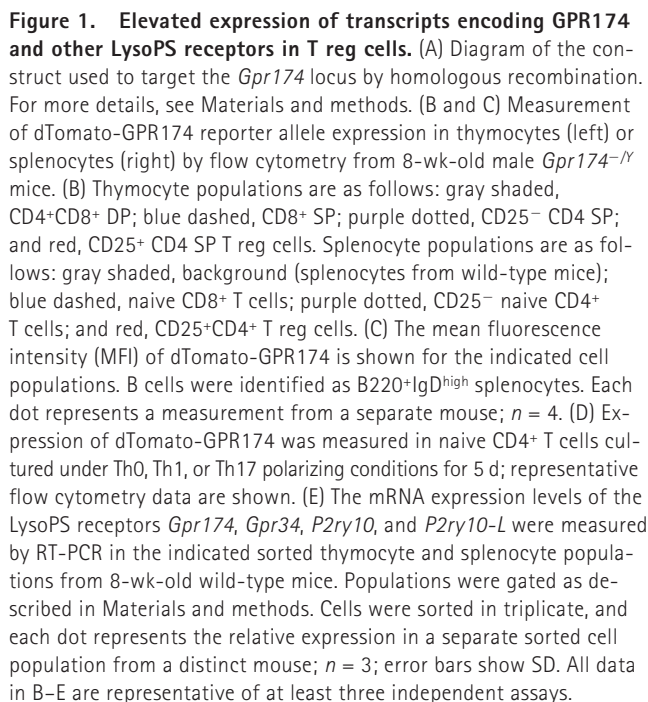 Figure 1. Elevated expression of transcripts encoding GPR174
and other LysoPS receptors in T reg cells. (A) Diagram of the con-
struct used to target the Gpr174 locus by homologous recombination.
For more details, see Materials and methods. (B and C) Measurement
of dTomato-GPR174 reporter allele expression in thymocytes (left) or
splenocytes (right) by flow cytometry from 8-wk-old male Gpr174−/Y
mice. (B) Thymocyte populations are as follows: gray shaded,
CD4+CD8+ DP; blue dashed, CD8+ SP; purple dotted, CD25− CD4 SP;
and red, CD25+ CD4 SP T reg cells. Splenocyte populations are as fol-
lows: gray shaded, background (splenocytes from wild-type mice);
blue dashed, naive CD8+ T cells; purple dotted, CD25− naive CD4+
T cells; and red, CD25+CD4+ T reg cells. (C) The mean fluorescence
intensity (MFI) of dTomato-GPR174 is shown for the indicated cell
populations. B cells were identified as B220+IgDhigh splenocytes. Each
dot represents a measurement from a separate mouse; n = 4. (D) Ex-
pression of dTomato-GPR174 was measured in naive CD4+ T cells cul-
tured under Th0, Th1, or Th17 polarizing conditions for 5 d; representative
flow cytometry data are shown. (E) The mRNA expression levels of the
LysoPS receptors Gpr174, Gpr34, P2ry10, and P2ry10-L were measured
by RT-PCR in the indicated sorted thymocyte and splenocyte popula-
tions from 8-wk-old wild-type mice. Populations were gated as de-
scribed in Materials and methods. Cells were sorted in triplicate, and
each dot represents the relative expression in a separate sorted cell
population from a distinct mouse; n = 3; error bars show SD. All data
in B–E are representative of at least three independent assays.